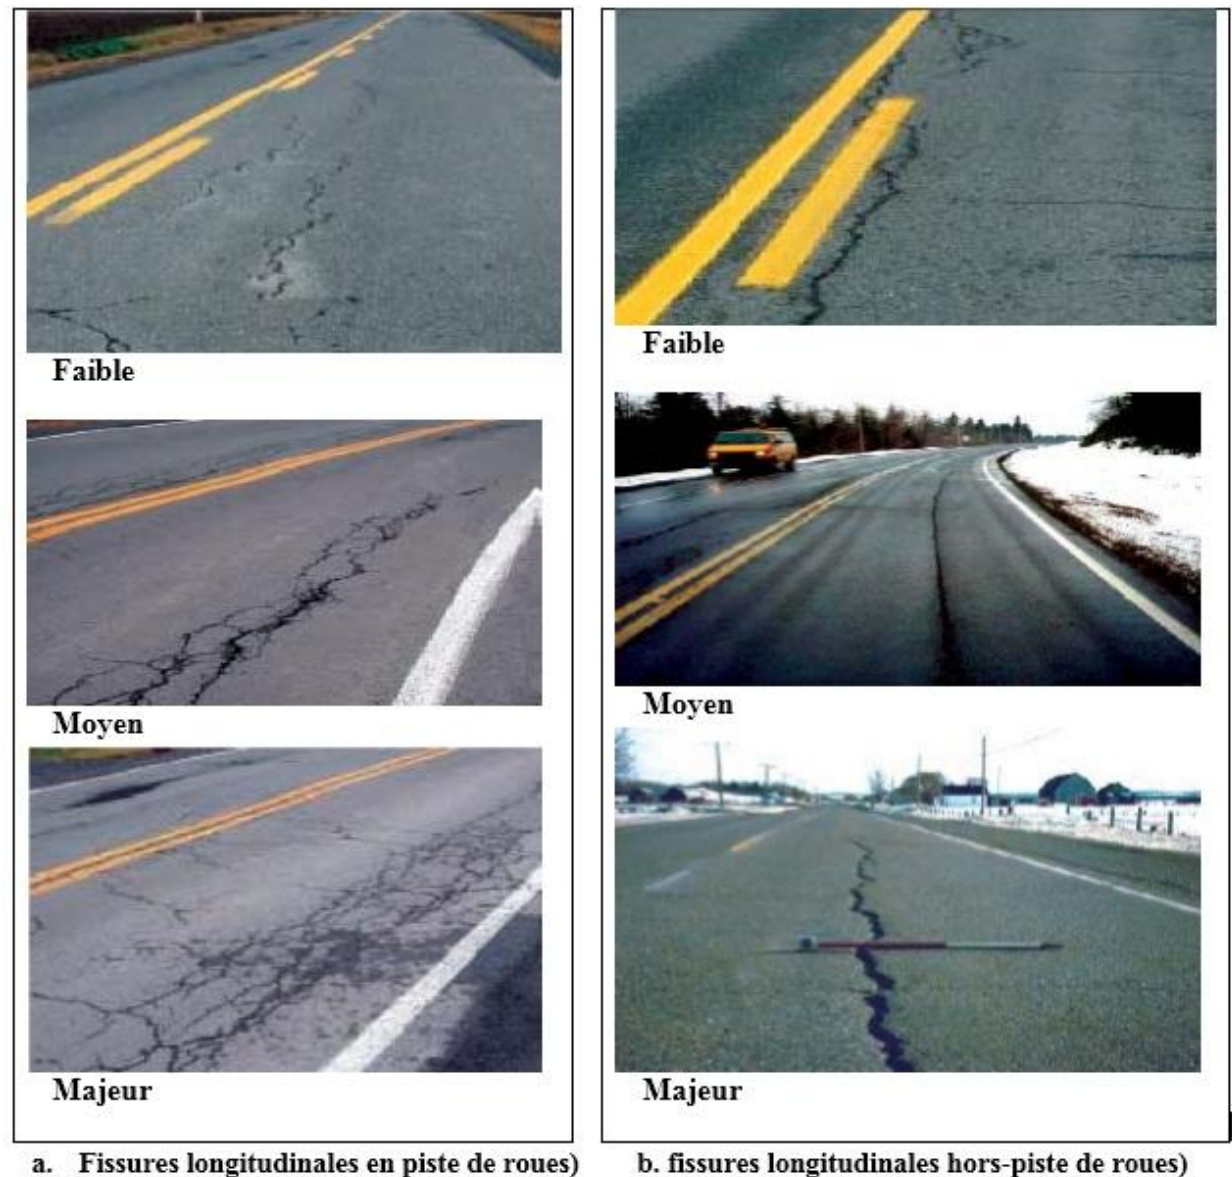 Faible
Moyen
Majeur
a. Fissures longitudinales en piste de roues)
Faible
Moyen
Majeur
b. fissures longitudinales hors-piste de roues)